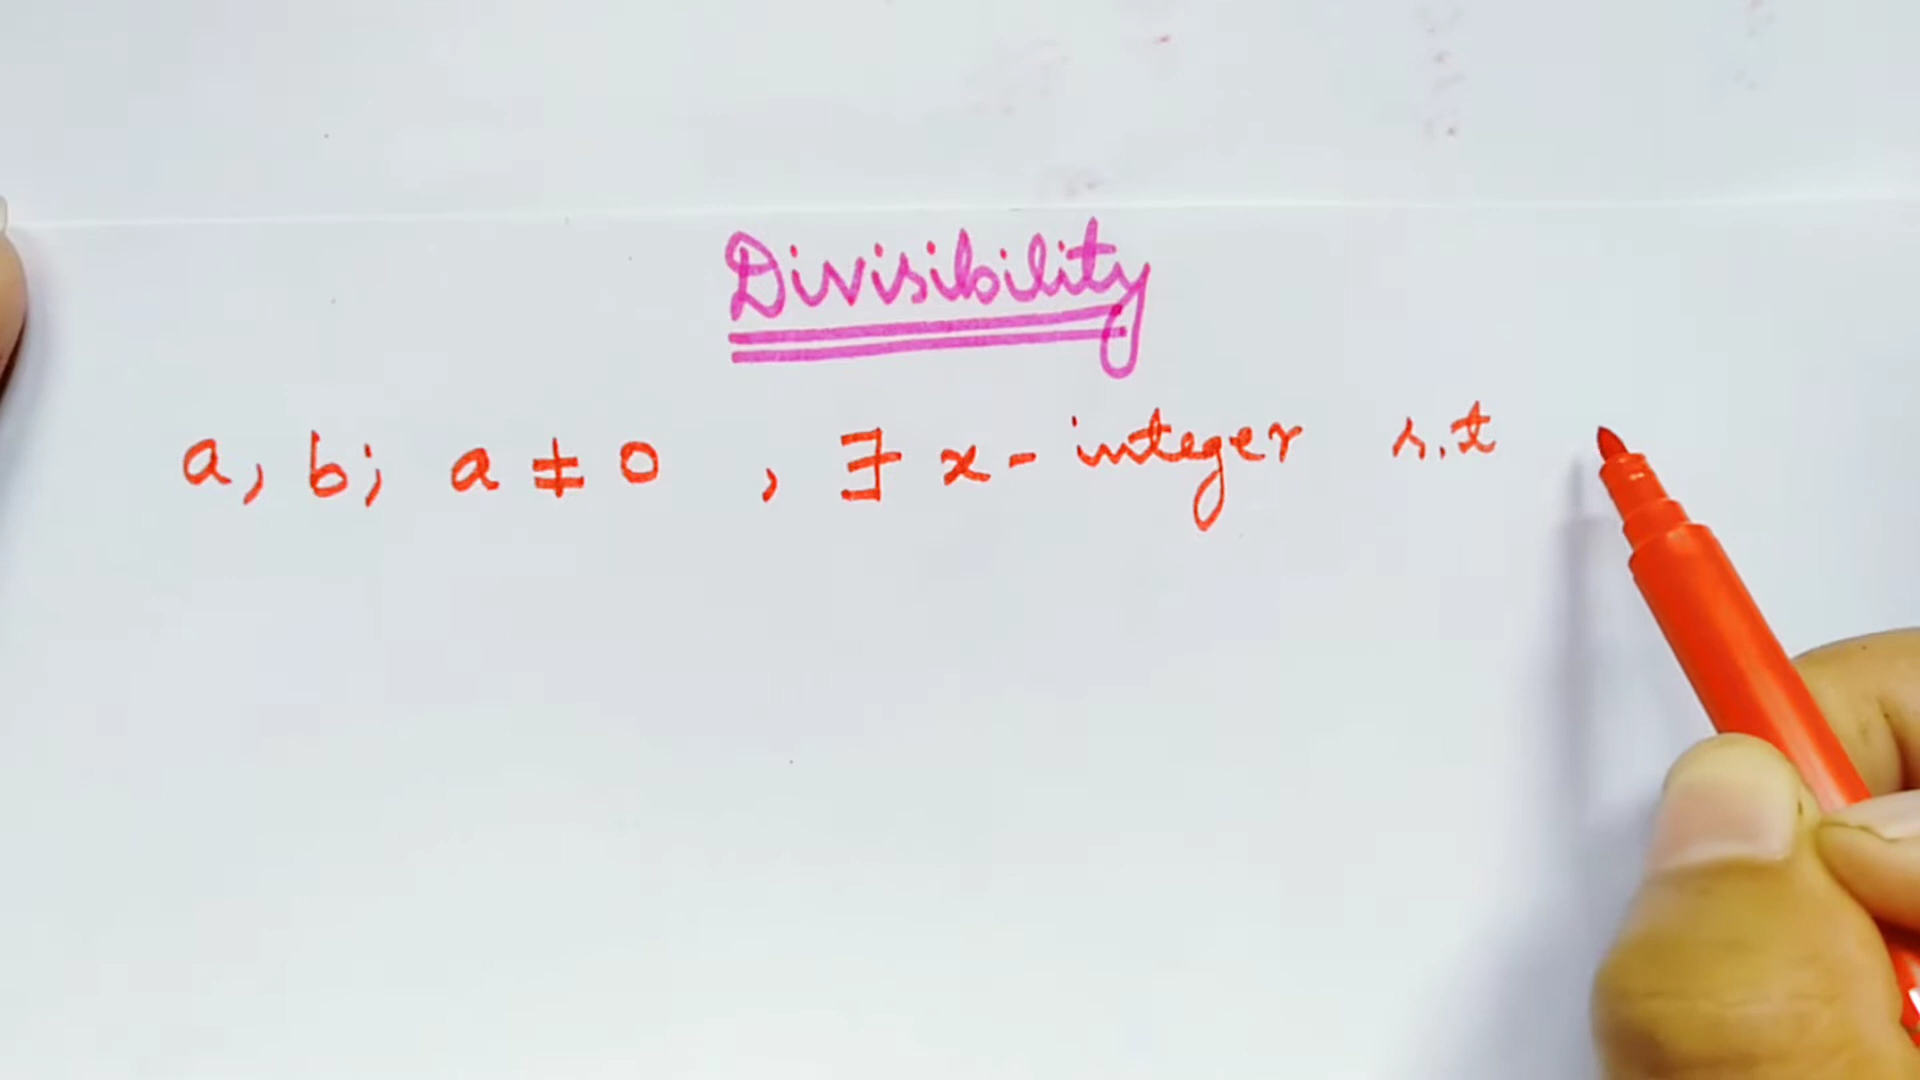 Divisibility
a, b; a ≠ 0 , ∃ x - integer s.t